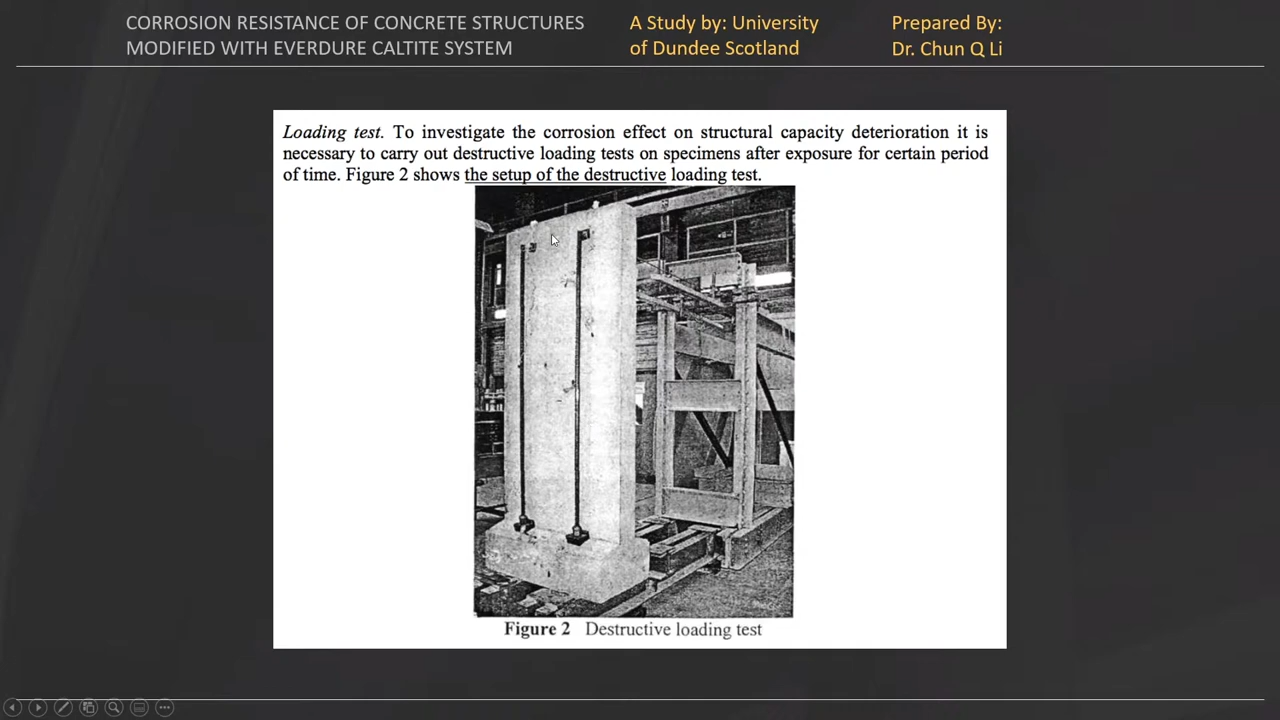 CORROSION RESISTANCE OF CONCRETE STRUCTURES
MODIFIED WITH EVERDURE CALTITE SYSTEM
A Study by: University
of Dundee Scotland
Prepared By:
Dr. Chun Q Li
Loading test. To investigate the corrosion effect on structural capacity deterioration it is
necessary to carry out destructive loading tests on specimens after exposure for certain period
of time. Figure 2 shows the setup of the destructive loading test.
Figure 2 Destructive loading test